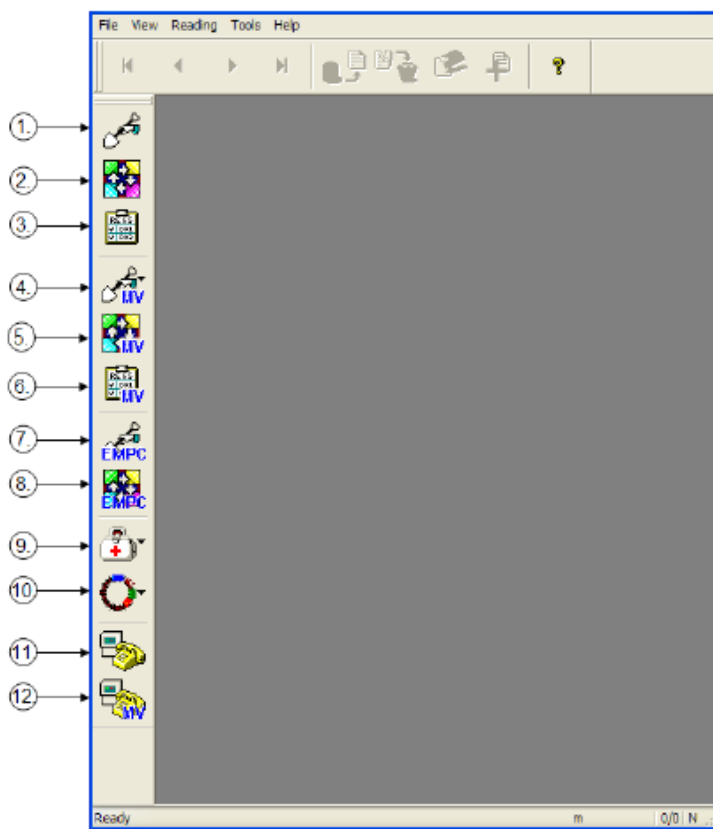 File View Reading Tools Help
?
1.
2.
3.
4.
MV
5.
MV
6.
MV
7.
EMPC
8.
EMPC
9.
10
11
12
MV
Ready m 0/0 N